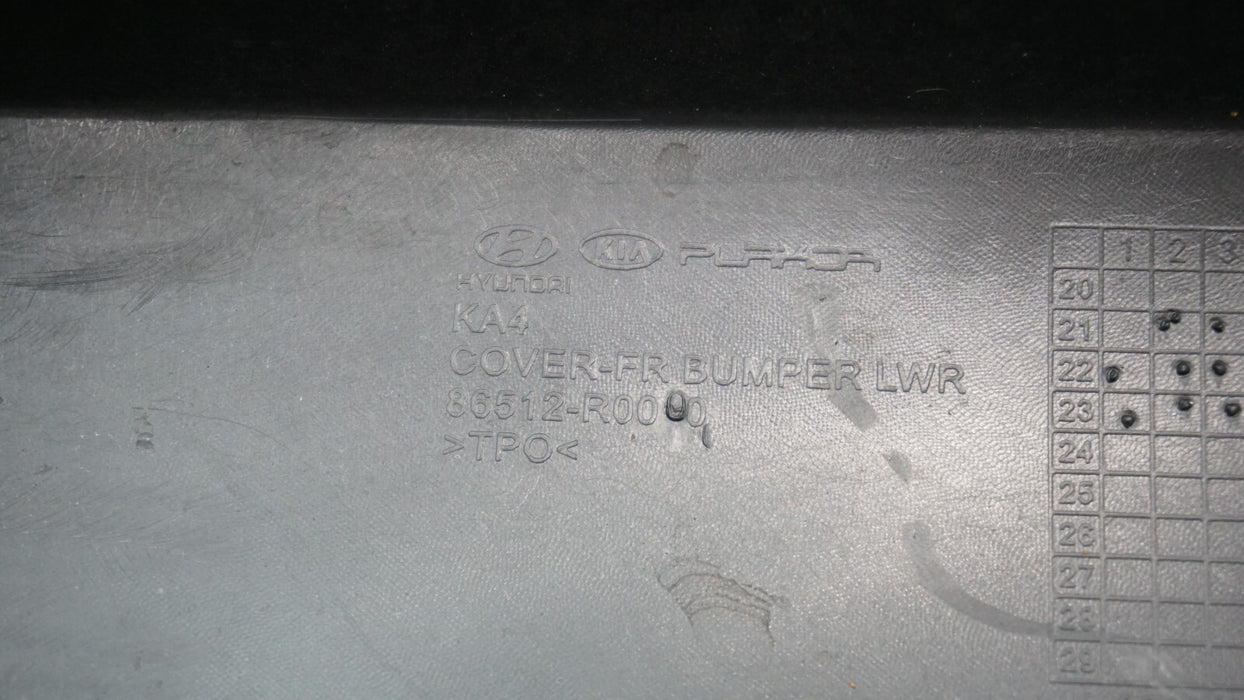 HYUNDAI KIA PLAKOR
KA4
COVER-FR BUMPER LWR
86512-R0000
>TPO<
1 2 3
20
21
22
23
24
25
26
27
28
29